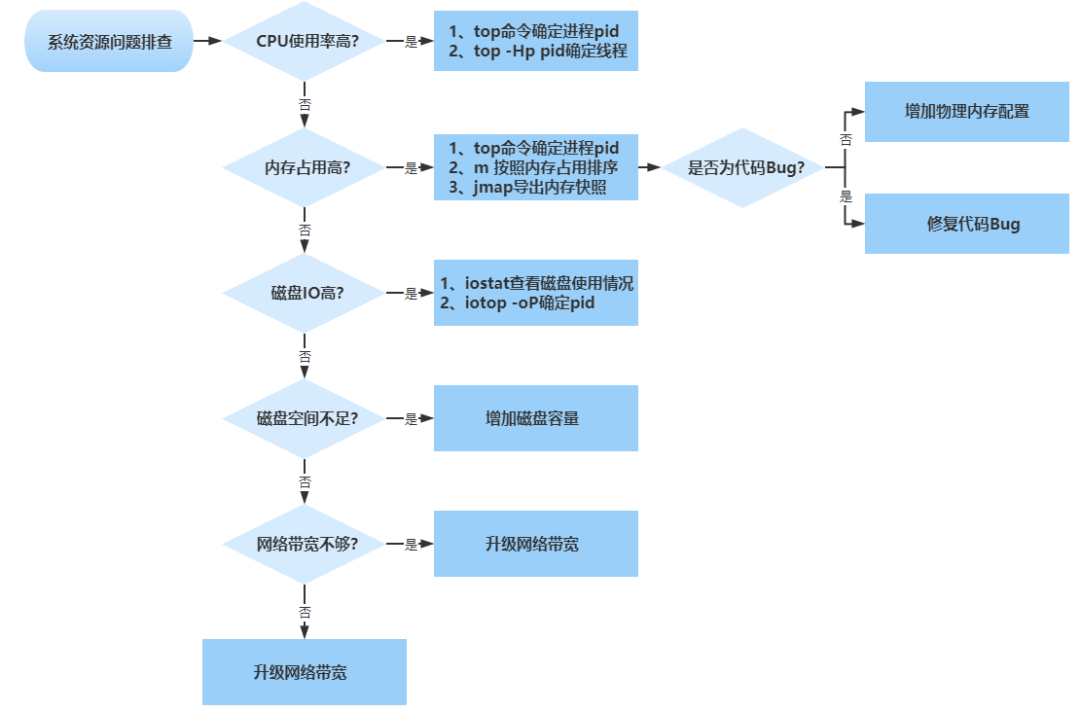 系统资源问题排查
CPU使用率高?
是
1、top命令确定进程pid
2、top -Hp pid确定线程
否
内存占用高?
是
1、top命令确定进程pid
2、m 按照内存占用排序
3、jmap导出内存快照
是否为代码Bug?
否
增加物理内存配置
是
修复代码Bug
否
磁盘IO高?
是
1、iostat查看磁盘使用情况
2、iotop -oP确定pid
否
磁盘空间不足?
是
增加磁盘容量
否
网络带宽不够?
是
升级网络带宽
否
升级网络带宽